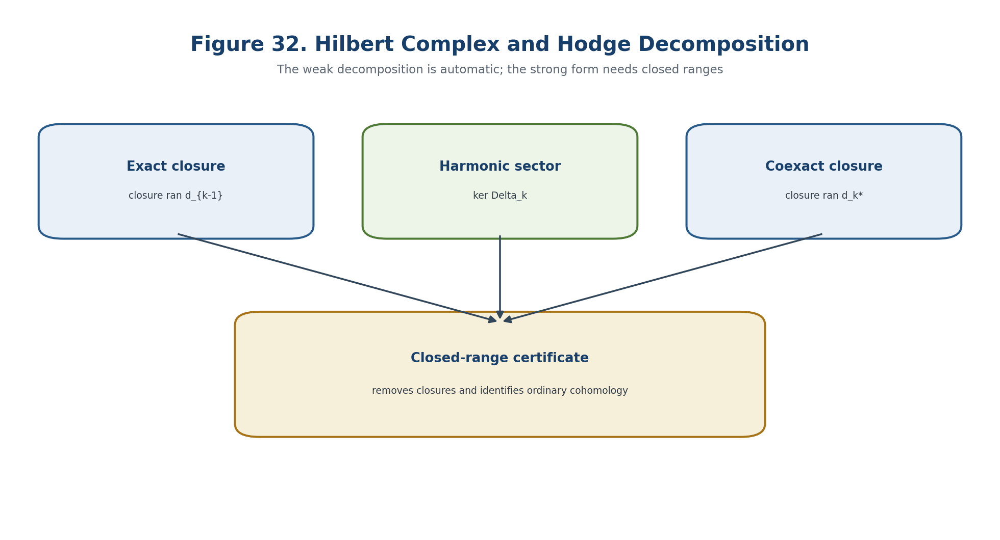 Figure 32. Hilbert Complex and Hodge Decomposition
The weak decomposition is automatic; the strong form needs closed ranges
Exact closure
closure ran d_{k-1}
Harmonic sector
ker Delta_k
Coexact closure
closure ran d_k*
Closed-range certificate
removes closures and identifies ordinary cohomology